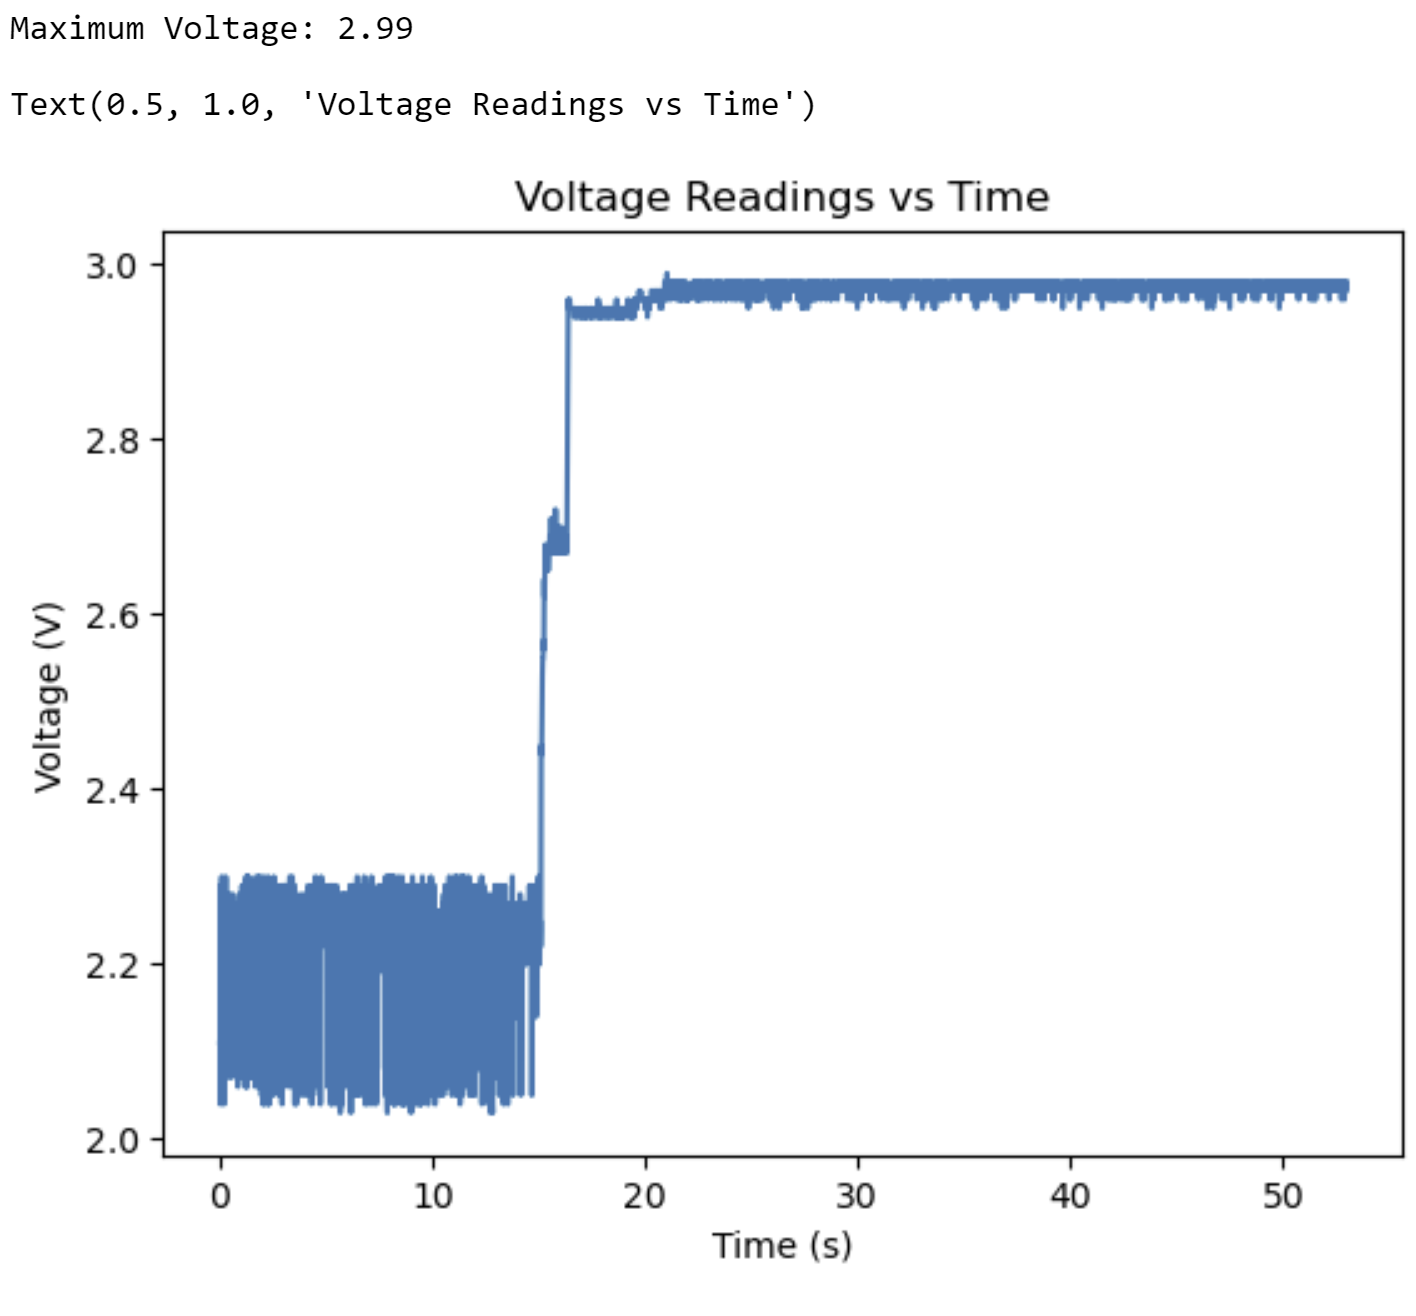 Maximum Voltage: 2.99
Text(0.5, 1.0, 'Voltage Readings vs Time')
Voltage Readings vs Time
3.0
2.8
2.6
2.4
2.2
2.0
Voltage (V)
0 10 20 30 40 50
Time (s)